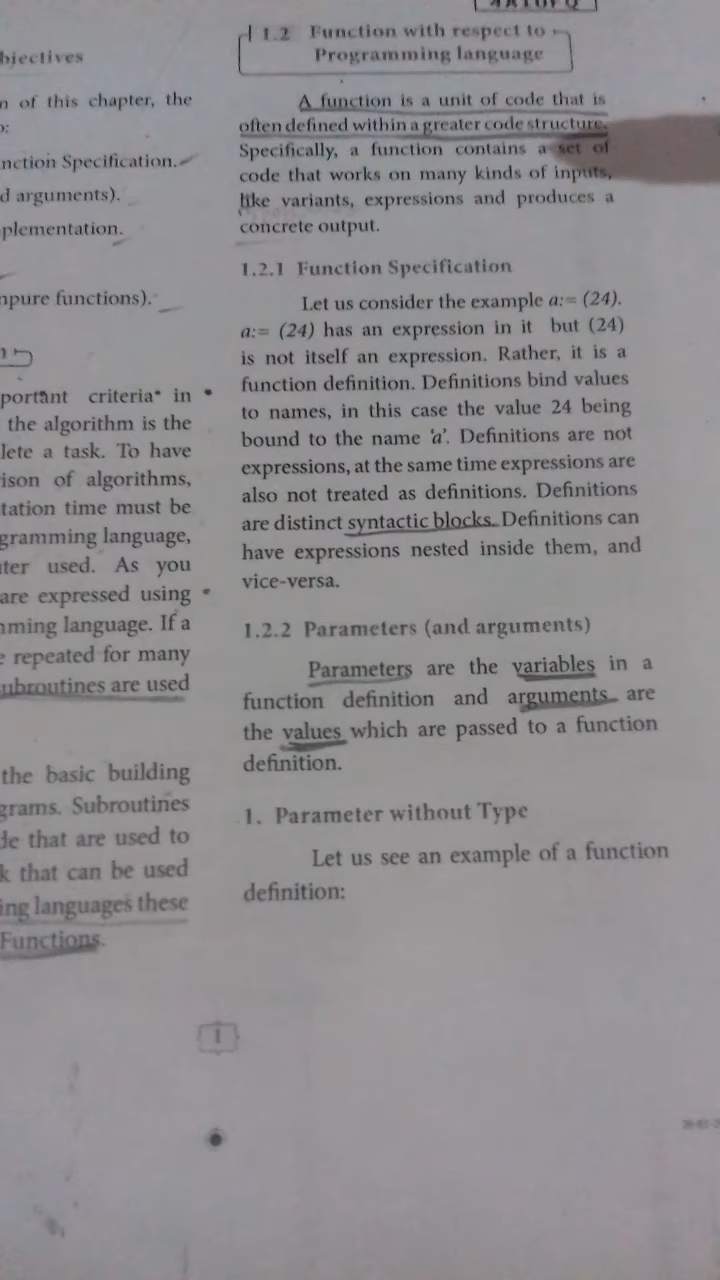 bjectives
n of this chapter, the
nction Specification.
d arguments).
plementation.
npure functions).
portant criteria in
the algorithm is the
lete a task. To have
ison of algorithms,
tation time must be
gramming language,
uter used. As you
are expressed using
ming language. If a
e repeated for many
ubroutines are used
the basic building
grams. Subroutines
de that are used to
k that can be used
ing languages these
Functions.
1.2 Function with respect to
Programming language
A function is a unit of code that is
often defined within a greater code structure.
Specifically, a function contains a set of
code that works on many kinds of inputs,
like variants, expressions and produces a
concrete output.
1.2.1 Function Specification
Let us consider the example a:= (24).
a:= (24) has an expression in it but (24)
is not itself an expression. Rather, it is a
function definition. Definitions bind values
to names, in this case the value 24 being
bound to the name 'a'. Definitions are not
expressions, at the same time expressions are
also not treated as definitions. Definitions
are distinct syntactic blocks. Definitions can
have expressions nested inside them, and
vice-versa.
1.2.2 Parameters (and arguments)
Parameters are the variables in a
function definition and arguments are
the values which are passed to a function
definition.
1. Parameter without Type
Let us see an example of a function
definition:
1